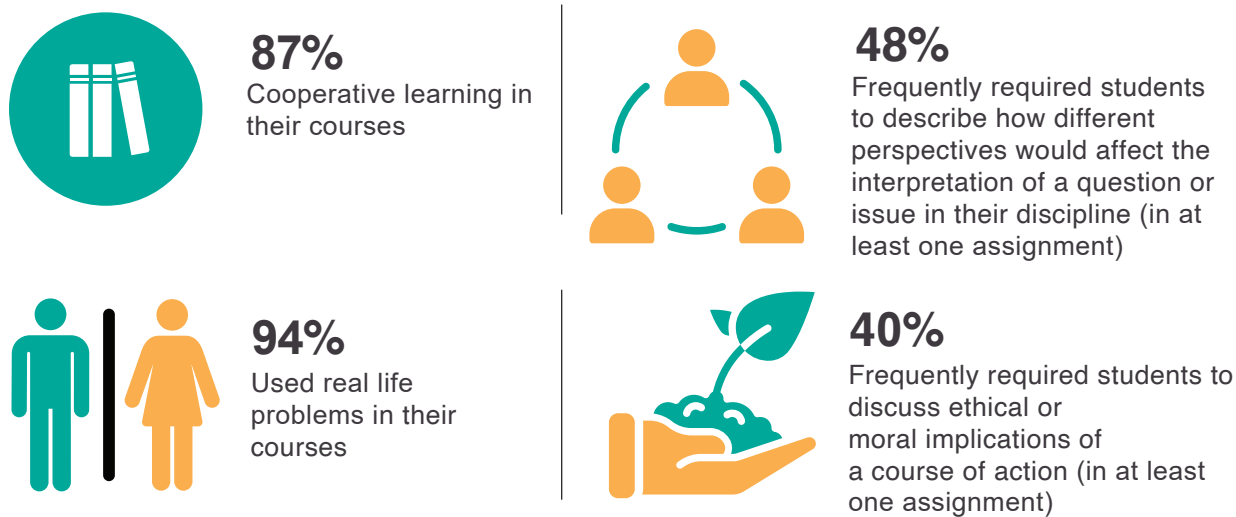 87%
Cooperative learning in
their courses
48%
Frequently required students
to describe how different
perspectives would affect the
interpretation of a question or
issue in their discipline (in at
least one assignment)
94%
Used real life
problems in their
courses
40%
Frequently required students to
discuss ethical or
moral implications of
a course of action (in at least
one assignment)